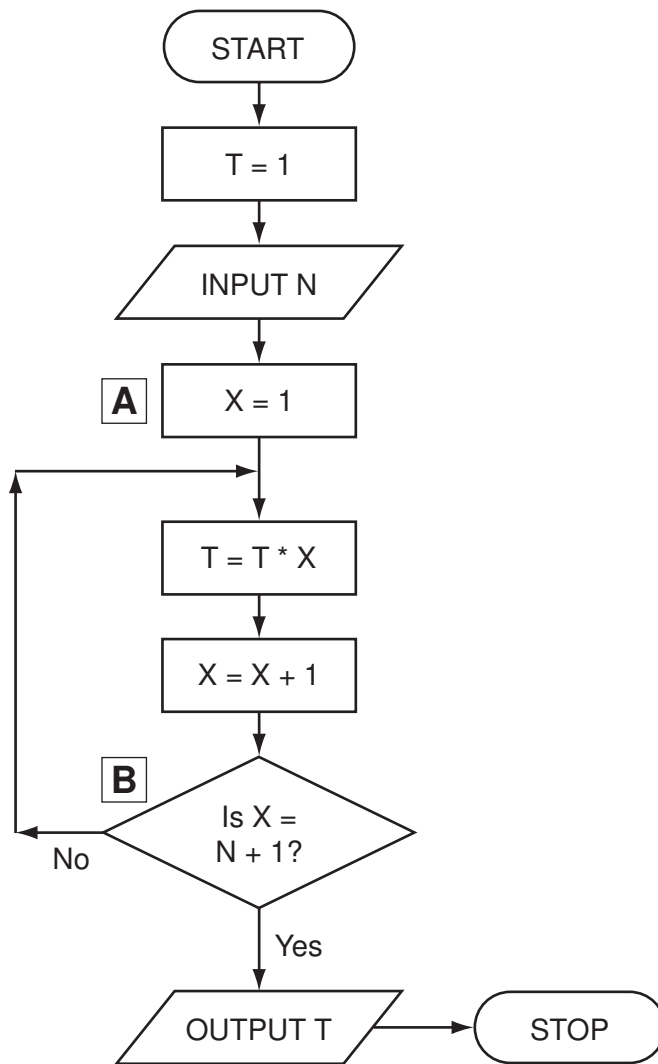 START
T = 1
INPUT N
A
X = 1
T = T * X
X = X + 1
B
Is X =
N + 1?
No
Yes
OUTPUT T
STOP